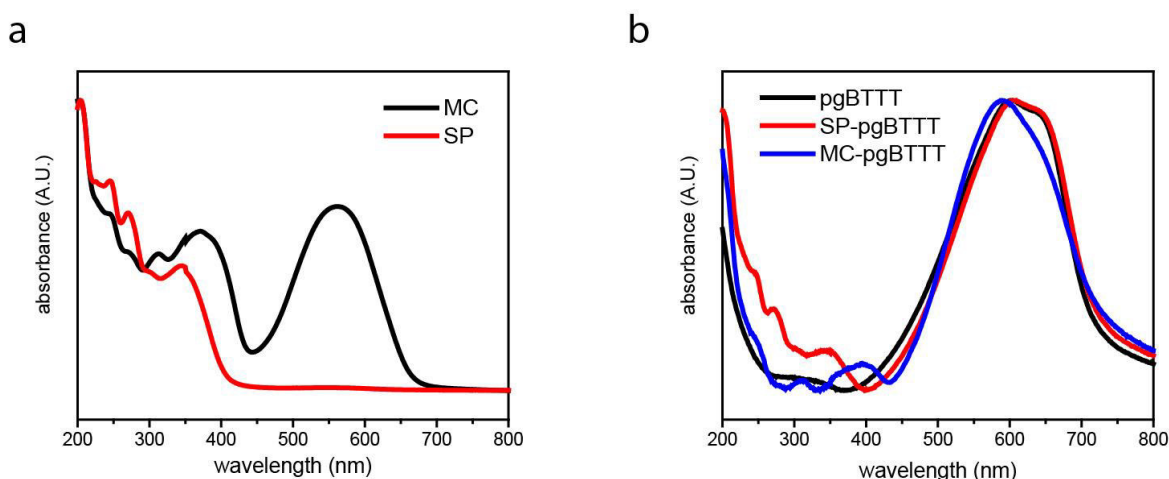 a
MC
SP
absorbance (A.U.)
200 300 400 500 600 700 800
wavelength (nm)
b
pgBTTT
SP-pgBTTT
MC-pgBTTT
absorbance (A.U.)
200 300 400 500 600 700 800
wavelength (nm)